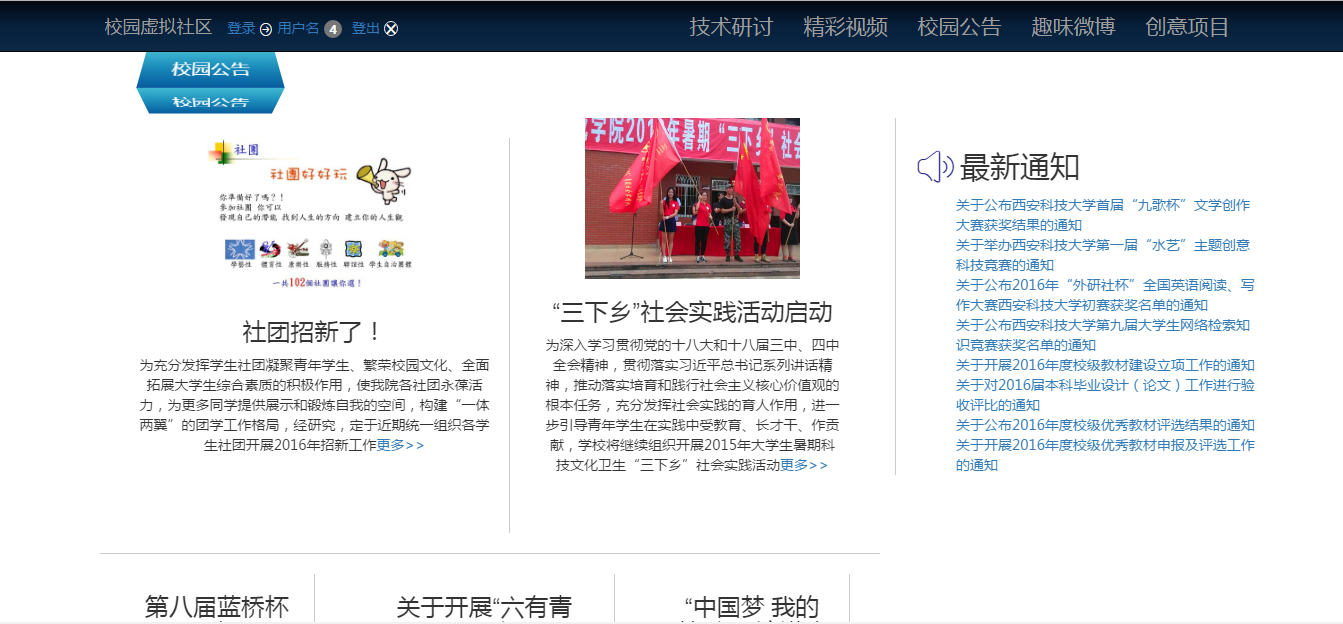 校园虚拟社区 登录 用户名 4 登出 技术研讨 精彩视频 校园公告 趣味微博 创意项目
校园公告
校园公告
社團
社團好好玩
你準備好了嗎？！
參加社團 你可以
發現自己的潛能 找到人生的方向 建立你的人生觀
學藝性 體育性 康樂性 服務性 聯誼性 學生自治團體
一共102個社團讓你選！
社团招新了！
为充分发挥学生社团凝聚青年学生、繁荣校园文化、全面
拓展大学生综合素质的积极作用，使我院各社团永葆活
力，为更多同学提供展示和锻炼自我的空间，构建“一体
两翼”的团学工作格局，经研究，定于近期统一组织各学
生社团开展2016年招新工作更多>>
学院201 年暑期“三下乡”社会
“三下乡”社会实践活动启动
为深入学习贯彻党的十八大和十八届三中、四中
全会精神，贯彻落实习近平总书记系列讲话精
神，推动落实培育和践行社会主义核心价值观的
根本任务，充分发挥社会实践的育人作用，进一
步引导青年学生在实践中受教育、长才干、作贡
献，学校将继续组织开展2015年大学生暑期科
技文化卫生“三下乡”社会实践活动更多>>
最新通知
关于公布西安科技大学首届“九歌杯”文学创作
大赛获奖结果的通知
关于举办西安科技大学第一届“水艺”主题创意
科技竞赛的通知
关于公布2016年“外研社杯”全国英语阅读、写
作大赛西安科技大学初赛获奖名单的通知
关于公布西安科技大学第九届大学生网络检索知
识竞赛获奖名单的通知
关于开展2016年度校级教材建设立项工作的通知
关于对2016届本科毕业设计（论文）工作进行验
收评比的通知
关于公布2016年度校级优秀教材评选结果的通知
关于开展2016年度校级优秀教材申报及评选工作
的通知
第八届蓝桥杯
关于开展“六有青
“中国梦 我的